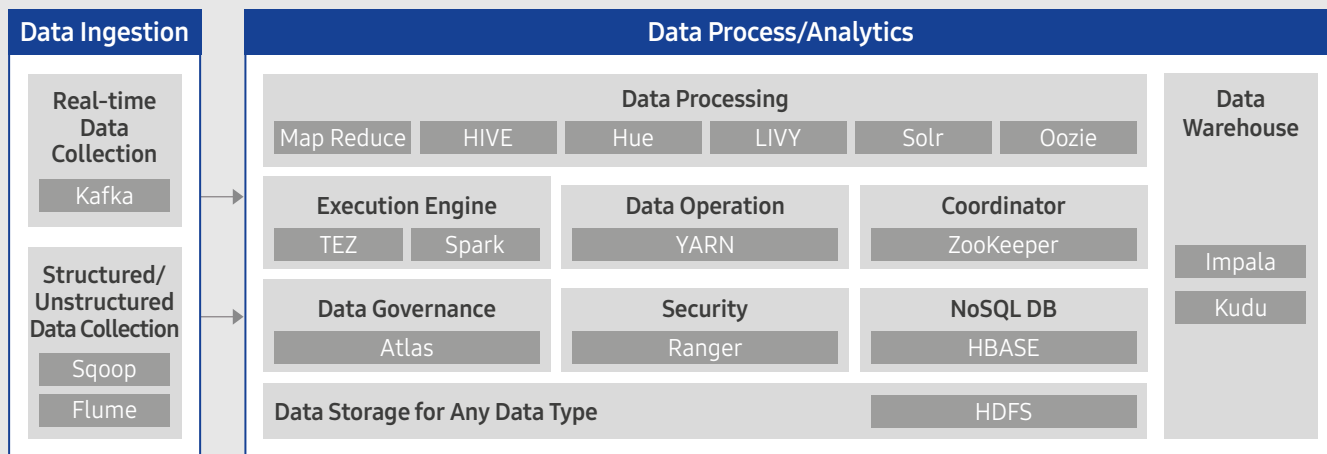 Data Ingestion
Real-time
Data
Collection
Kafka
Structured/
Unstructured
Data Collection
Sqoop
Flume
Data Process/Analytics
Data Processing
Map Reduce
HIVE
Hue
LIVY
Solr
Oozie
Execution Engine
TEZ
Spark
Data Operation
YARN
Coordinator
ZooKeeper
Data Governance
Atlas
Security
Ranger
NoSQL DB
HBASE
Data Storage for Any Data Type
HDFS
Data
Warehouse
Impala
Kudu